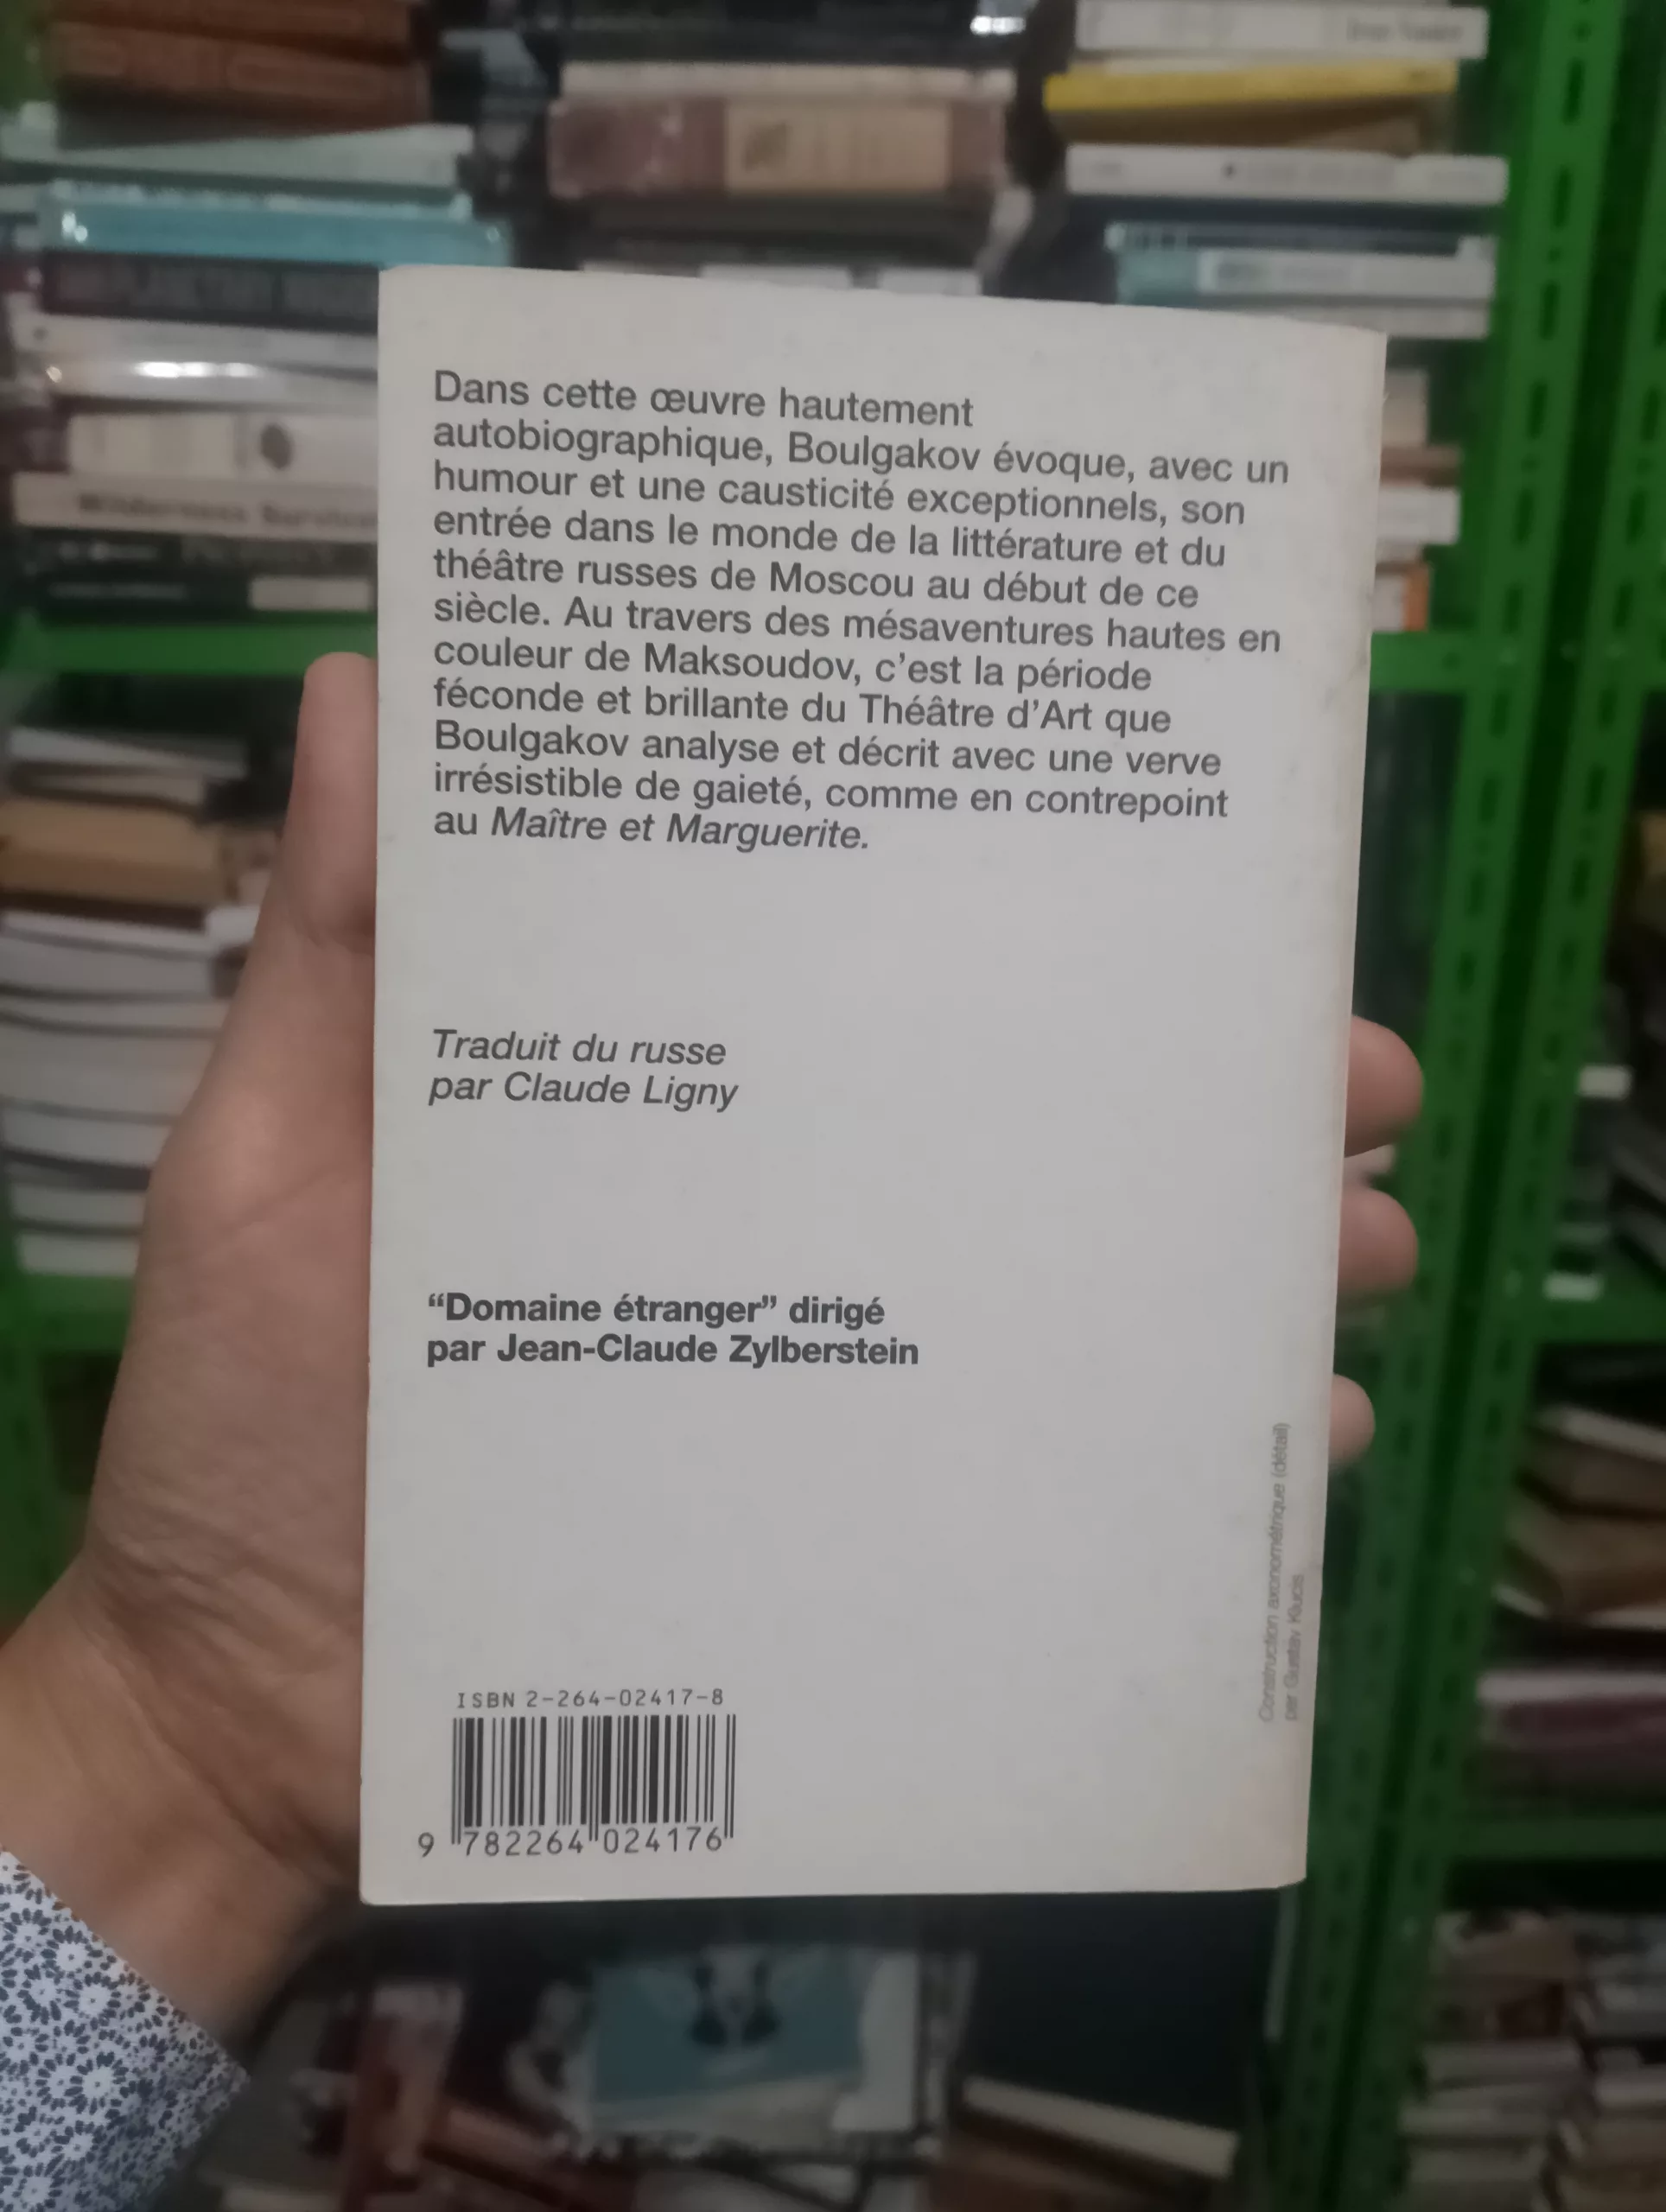 Dans cette œuvre hautement
autobiographique, Boulgakov évoque, avec un
humour et une causticité exceptionnels, son
entrée dans le monde de la littérature et du
théâtre russes de Moscou au début de ce
siècle. Au travers des mésaventures hautes en
couleur de Maksoudov, c'est la période
féconde et brillante du Théâtre d'Art que
Boulgakov analyse et décrit avec une verve
irrésistible de gaieté, comme en contrepoint
au Maître et Marguerite.
Traduit du russe
par Claude Ligny
“Domaine étranger” dirigé
par Jean-Claude Zylberstein
Construction axonométrique (détail)
par Gustav Klucis
ISBN 2-264-02417-8
9 782264 024176